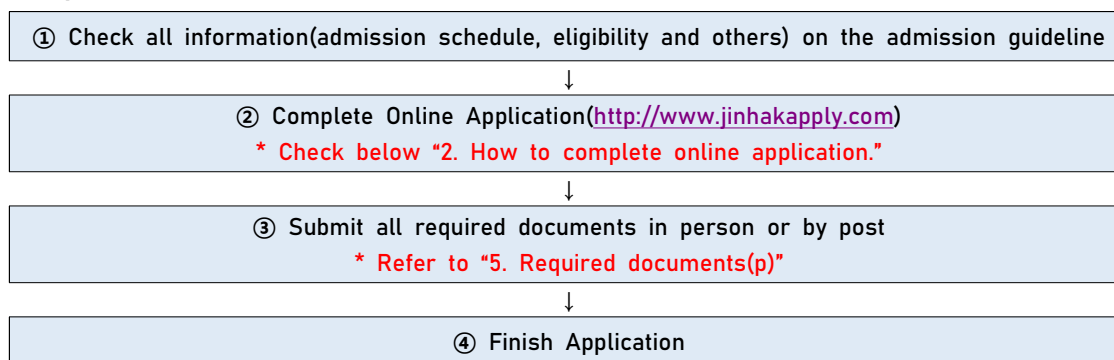 ① Check all information(admission schedule, eligibility and others) on the admission guideline
↓
② Complete Online Application(http://www.jinhakapply.com)
* Check below “2. How to complete online application.”
↓
③ Submit all required documents in person or by post
* Refer to “5. Required documents(p)”
↓
④ Finish Application